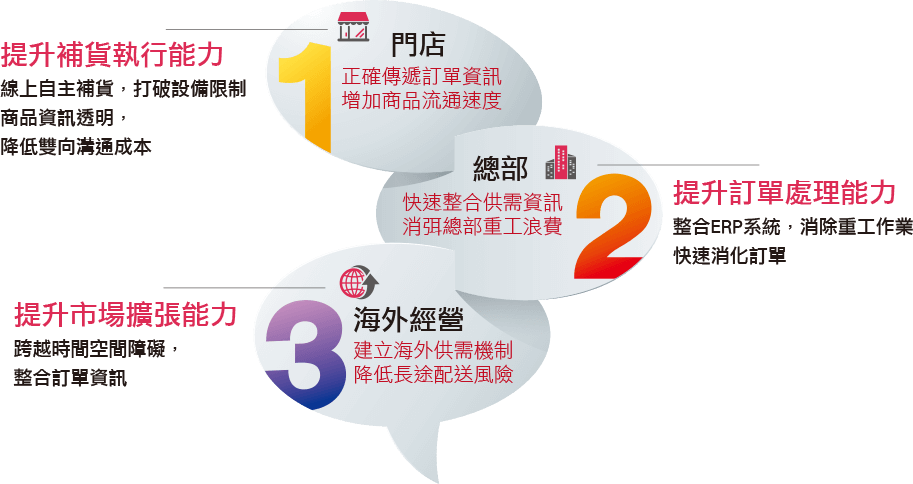 提升補貨執行能力
線上自主補貨，打破設備限制
商品資訊透明，
降低雙向溝通成本
1
門店
正確傳遞訂單資訊
增加商品流通速度
總部
快速整合供需資訊
消弭總部重工浪費
2
提升訂單處理能力
整合ERP系統，消除重工作業
快速消化訂單
提升市場擴張能力
跨越時間空間障礙，
整合訂單資訊
3
海外經營
建立海外供需機制
降低長途配送風險